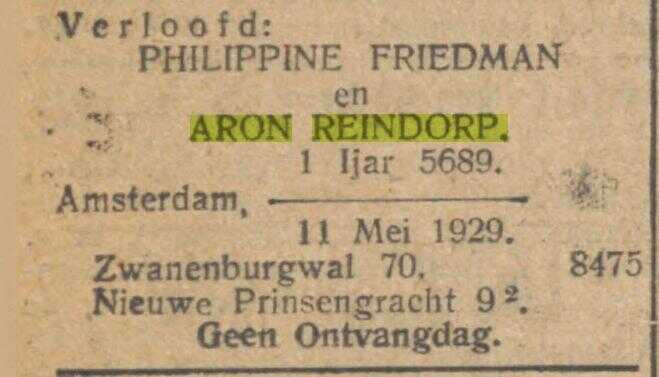 Verloofd:
PHILIPPINE FRIEDMAN
en
ARON REINDORP.
1 Ijar 5689.
Amsterdam,
11 Mei 1929.
Zwanenburgwal 70. 8475
Nieuwe Prinsengracht 9².
Geen Ontvangdag.